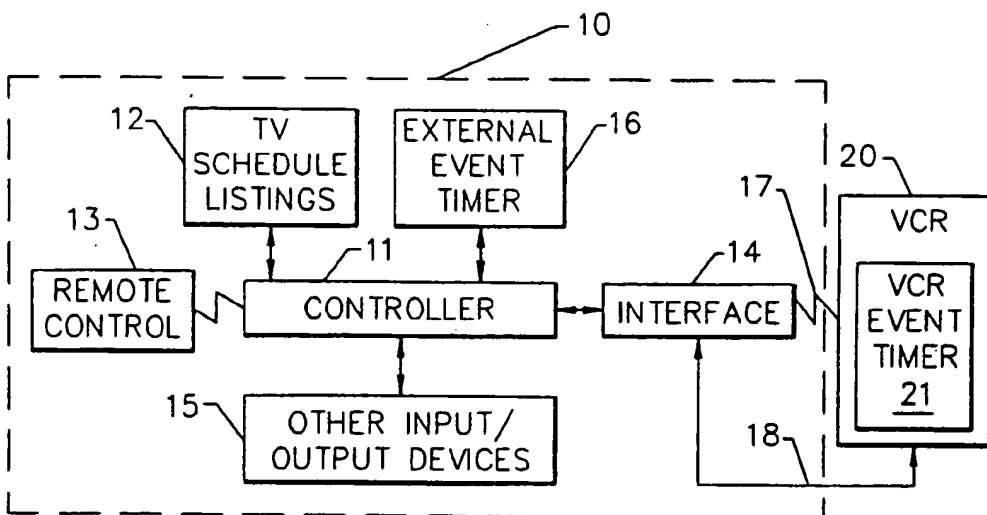 10
12
TV
SCHEDULE
LISTINGS
EXTERNAL
EVENT
TIMER
16
20
VCR
17
13
REMOTE
CONTROL
11
CONTROLLER
14
INTERFACE
VCR
EVENT
TIMER
21
15
OTHER INPUT/
OUTPUT DEVICES
18